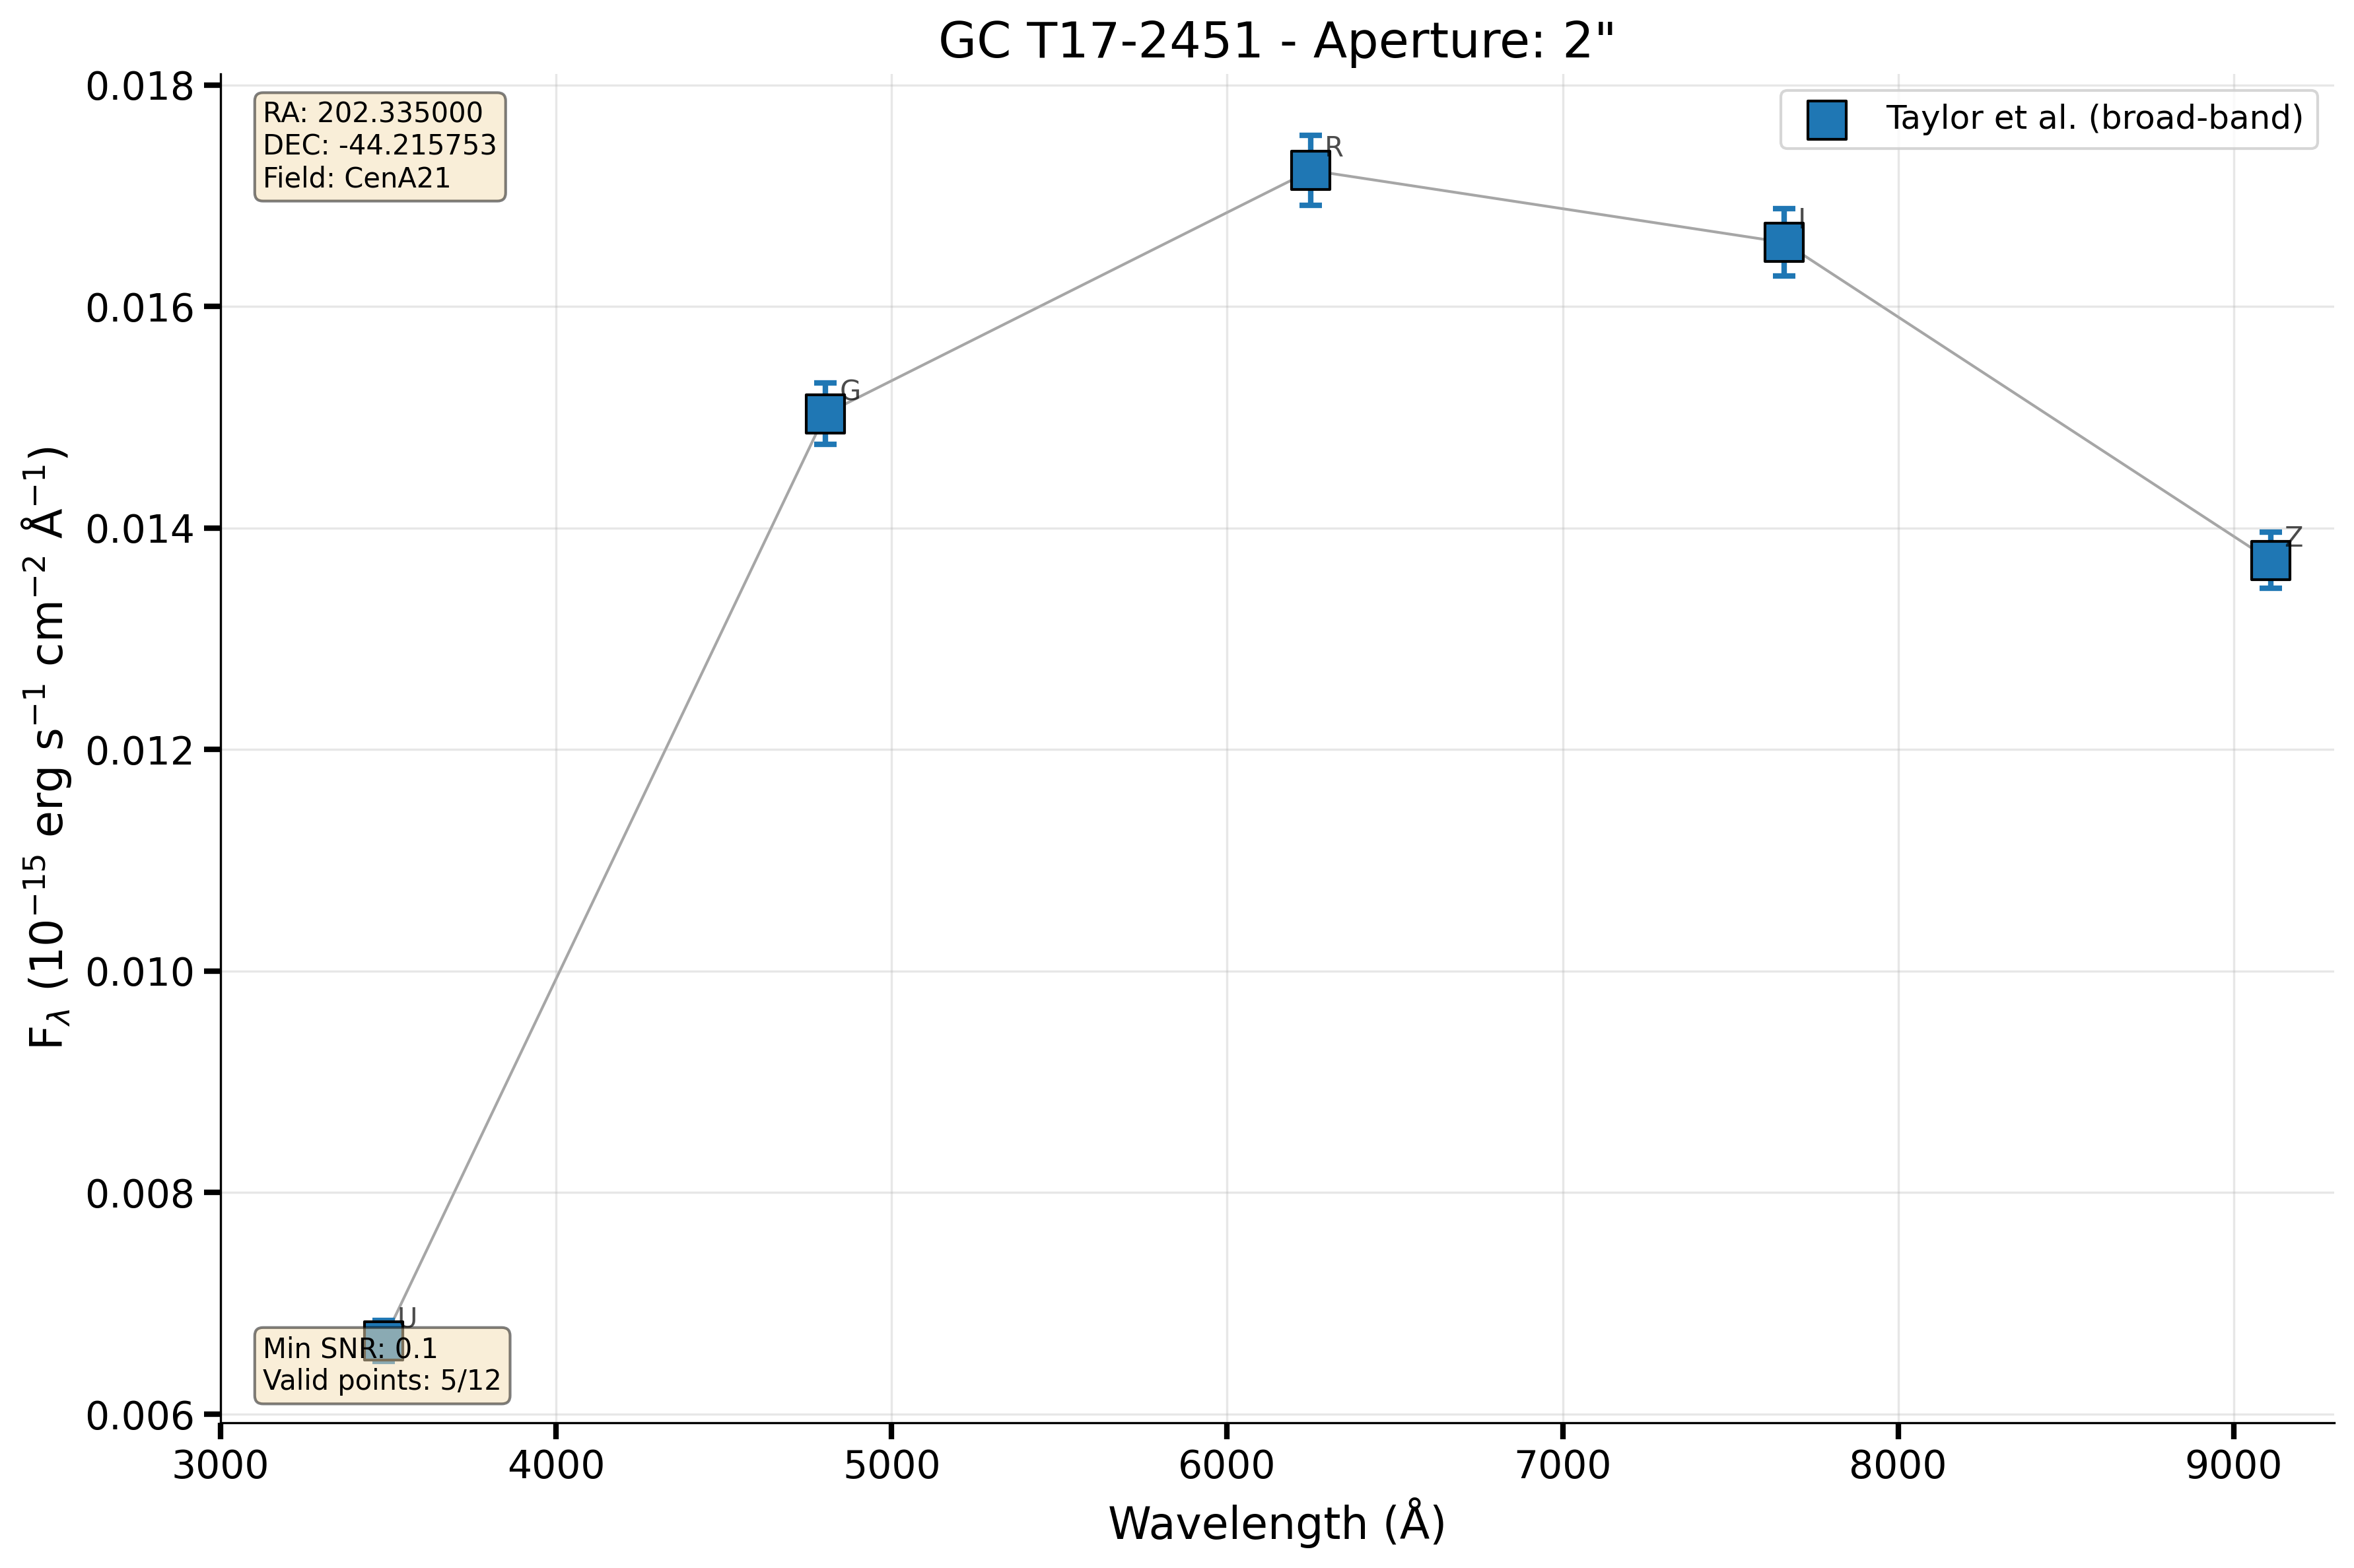 GC T17-2451 - Aperture: 2"
RA: 202.335000
DEC: -44.215753
Field: CenA21
Taylor et al. (broad-band)
R
I
G
Z
U
Min SNR: 0.1
Valid points: 5/12
F_λ (10⁻¹⁵ erg s⁻¹ cm⁻² Å⁻¹)
0.018
0.016
0.014
0.012
0.010
0.008
0.006
3000 4000 5000 6000 7000 8000 9000
Wavelength (Å)